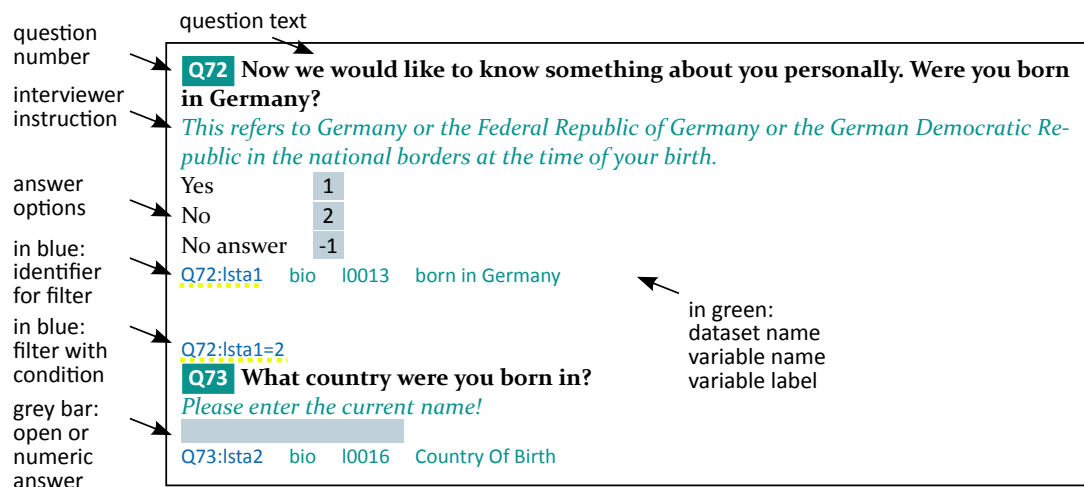 question text
question
number
Q72 Now we would like to know something about you personally. Were you born
in Germany?
interviewer
instruction
This refers to Germany or the Federal Republic of Germany or the German Democratic Re-
public in the national borders at the time of your birth.
answer
options
Yes 1
No 2
No answer -1
in blue:
identifier
for filter
Q72:lsta1 bio l0013 born in Germany
in green:
dataset name
variable name
variable label
in blue:
filter with
condition
Q72:lsta1=2
Q73 What country were you born in?
Please enter the current name!
grey bar:
open or
numeric
answer
Q73:lsta2 bio l0016 Country Of Birth